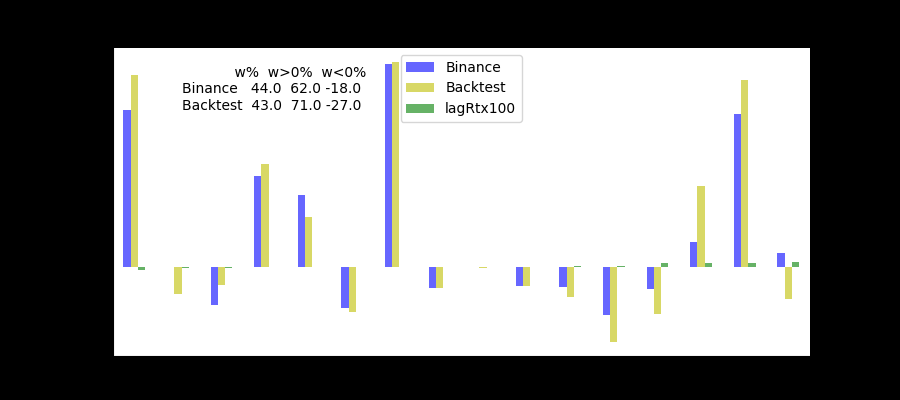 w% w>0% w<0%
Binance 44.0 62.0 -18.0
Backtest 43.0 71.0 -27.0
Binance
Backtest
lagRtx100